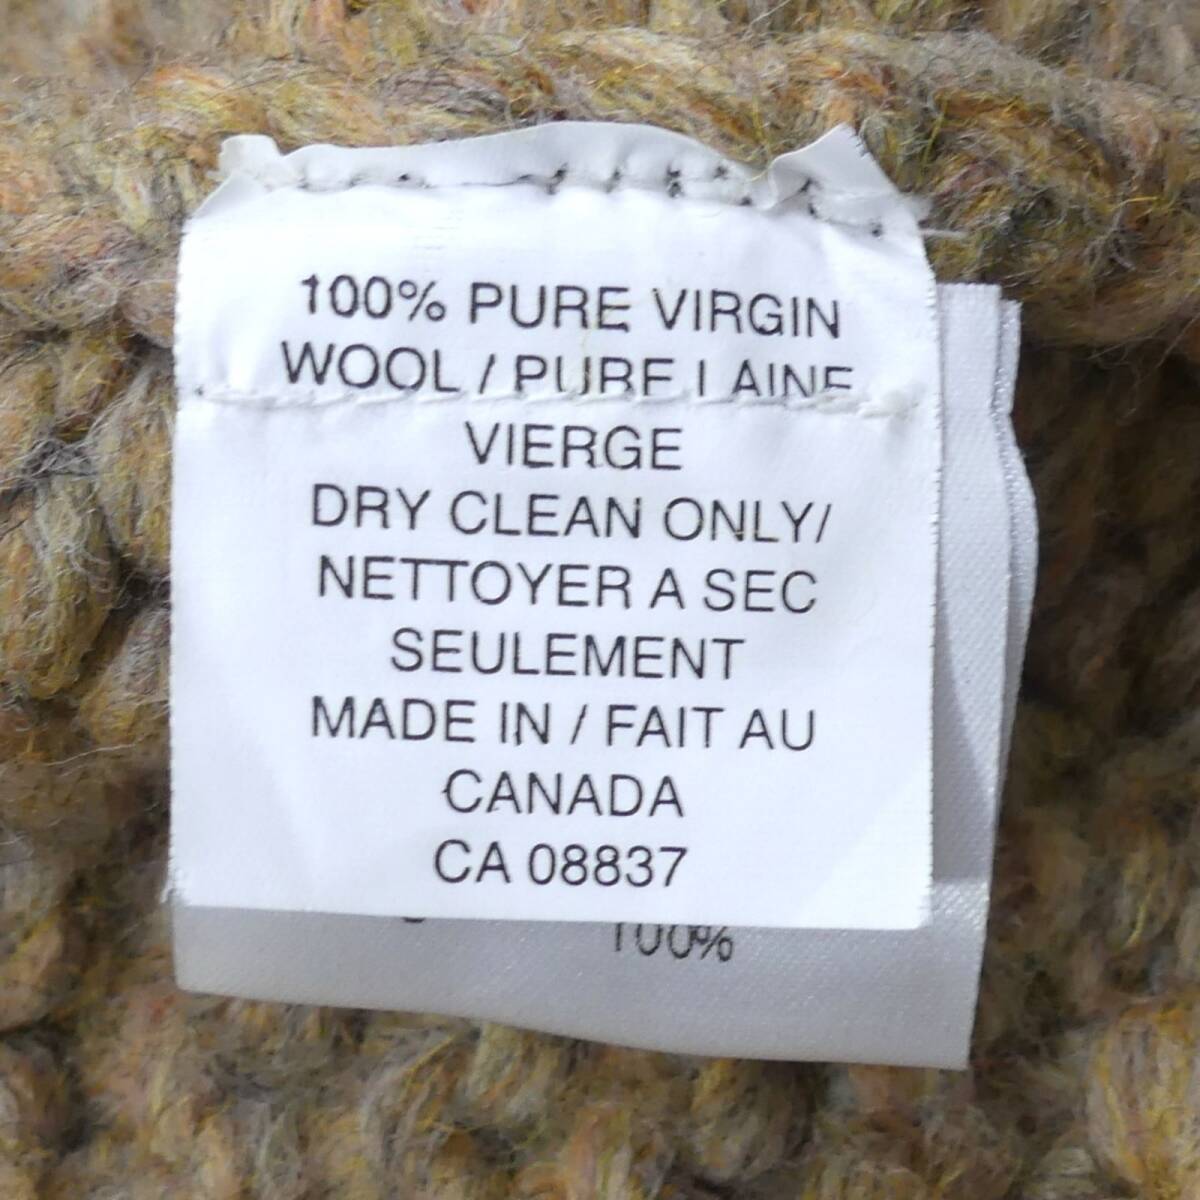 100% PURE VIRGIN
WOOL / PURE LAINE
VIERGE
DRY CLEAN ONLY/
NETTOYER A SEC
SEULEMENT
MADE IN / FAIT AU
CANADA
CA 08837
100%